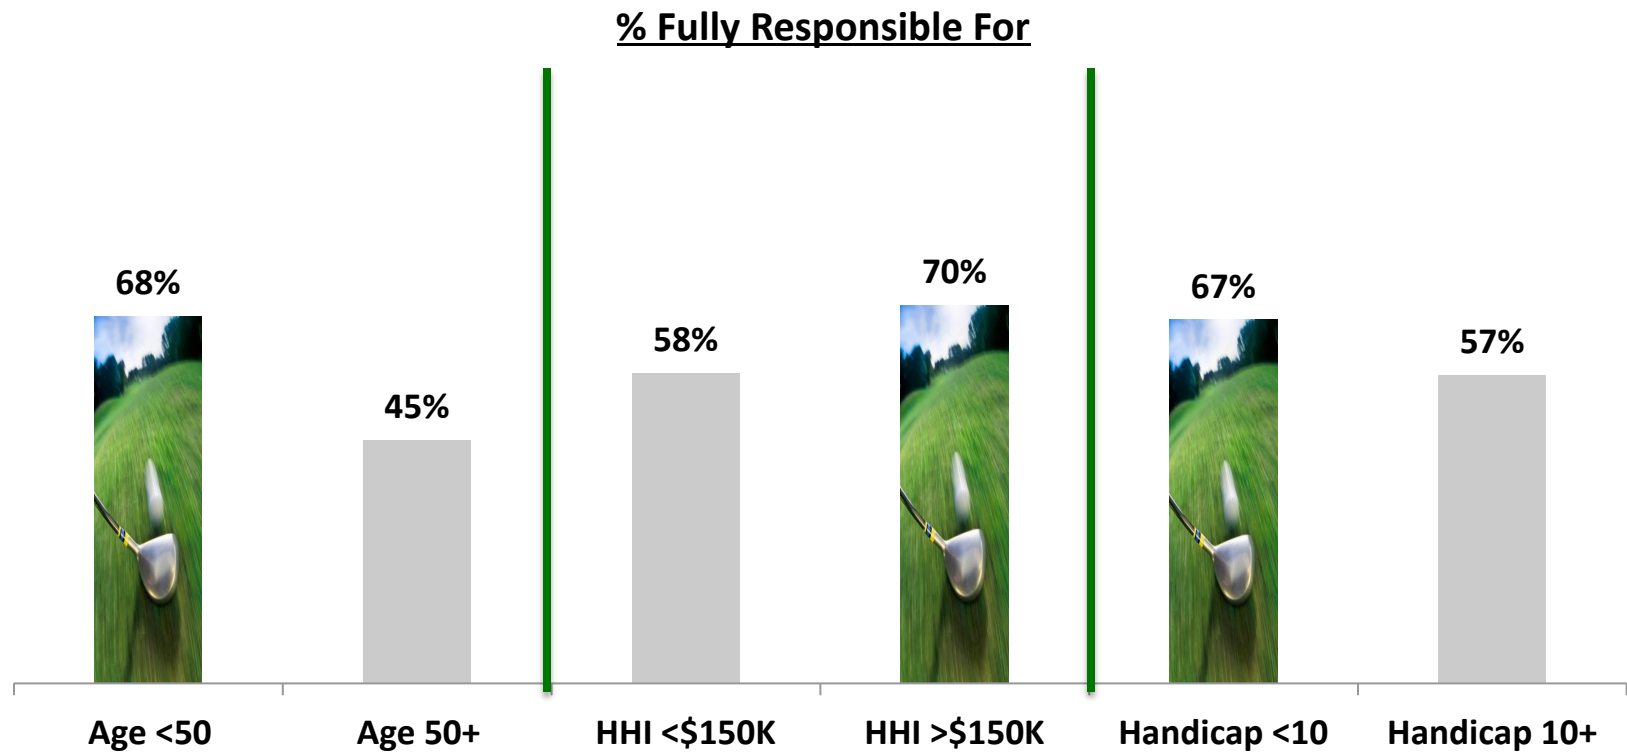 % Fully Responsible For
68%
45%
58%
70%
67%
57%
Age <50
Age 50+
HHI <$150K
HHI >$150K
Handicap <10
Handicap 10+